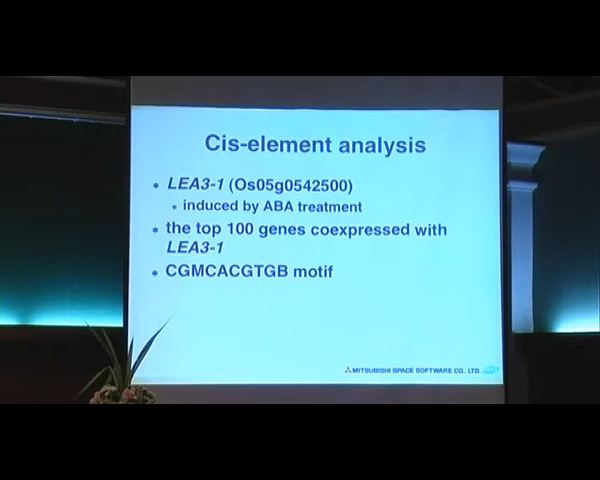 Cis-element analysis
* LEA3-1 (Os05g0542500)
* induced by ABA treatment
* the top 100 genes coexpressed with
LEA3-1
* CGMCACGTGB motif
MITSUBISHI SPACE SOFTWARE CO., LTD.